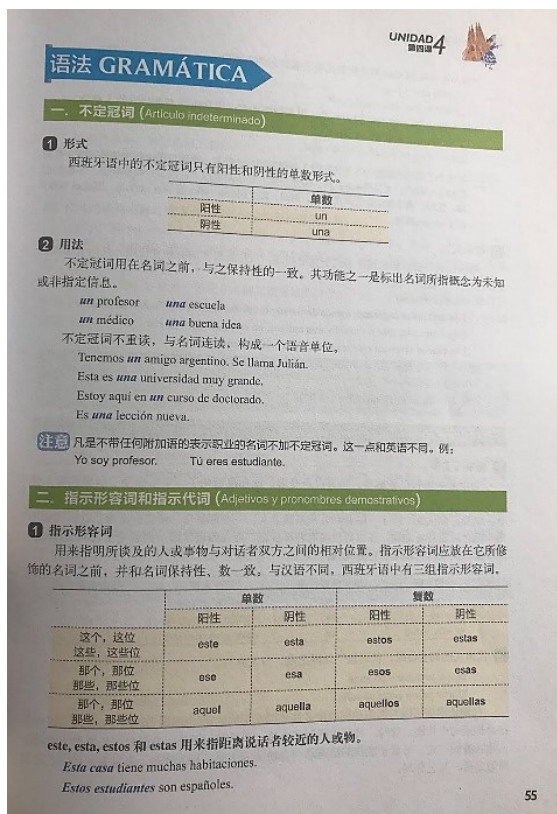 UNIDAD 4
第四课
语法 GRAMÁTICA
一. 不定冠词 (Artículo indeterminado)
1 形式
西班牙语中的不定冠词只有阳性和阴性的单数形式。
单数
阳性 un
阴性 una
2 用法
不定冠词用在名词之前，与之保持性的一致。其功能之一是标出名词所指概念为未知
或非指定信息。
un profesor una escuela
un médico una buena idea
不定冠词不重读，与名词连读，构成一个语音单位。
Tenemos un amigo argentino. Se llama Julián.
Esta es una universidad muy grande.
Estoy aquí en un curso de doctorado.
Es una lección nueva.
注意 凡是不带任何附加语的表示职业的名词不加不定冠词。这一点和英语不同。例：
Yo soy profesor. Tú eres estudiante.
二. 指示形容词和指示代词 (Adjetivos y pronombres demostrativos)
1 指示形容词
用来指明所谈及的人或事物与对话者双方之间的相对位置。指示形容词应放在它所修
饰的名词之前，并和名词保持性、数一致。与汉语不同，西班牙语中有三组指示形容词。
单数 复数
阳性 阴性 阳性 阴性
这个，这位
这些，这些位 este esta estos estas
那个，那位
那些，那些位 ese esa esos esas
那个，那位
那些，那些位 aquel aquella aquellos aquellas
este, esta, estos 和 estas 用来指距离说话者较近的人或物。
Esta casa tiene muchas habitaciones.
Estos estudiantes son españoles.
55